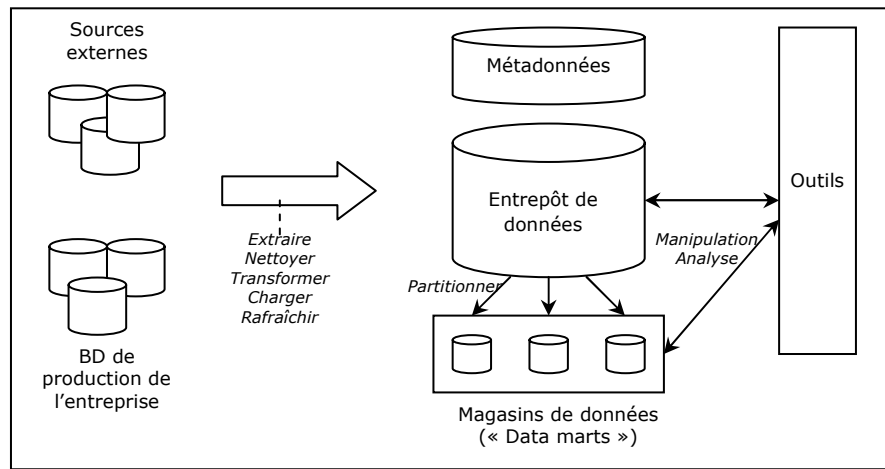 Sources
externes
BD de
production de
l'entreprise
Extraire
Nettoyer
Transformer
Charger
Rafraîchir
Métadonnées
Entrepôt de
données
Partitionner
Magasins de données
(« Data marts »)
Manipulation
Analyse
Outils